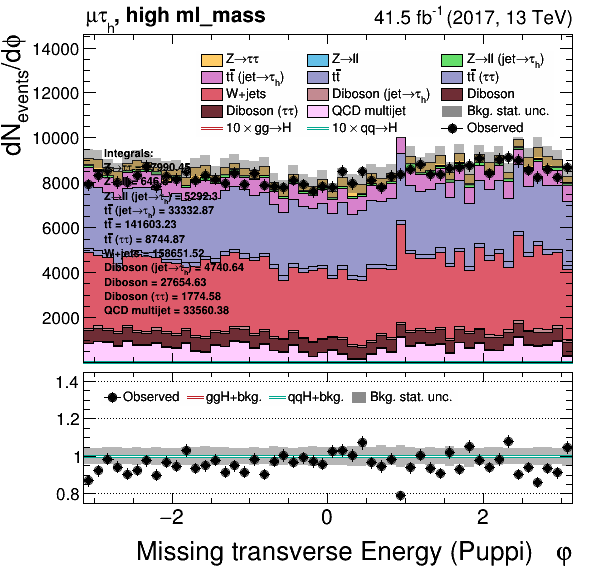 μτh, high ml_mass 41.5 fb⁻¹ (2017, 13 TeV)
dNevents/dφ
14000
12000
10000
8000
6000
4000
2000
Z→ττ Z→ll Z→ll (jet→τh)
tt̄ (jet→τh) tt̄ tt̄ (ττ)
W+jets Diboson (jet→τh) Diboson
Diboson (ττ) QCD multijet Bkg. stat. unc.
10 × gg→H 10 × qq→H Observed
Integrals:
Z→ll (jet→τh) = 5292.3
tt̄ (jet→τh) = 33332.87
tt̄ = 141603.23
tt̄ (ττ) = 8744.87
W+jets = 158651.52
Diboson (jet→τh) = 4740.64
Diboson = 27654.63
Diboson (ττ) = 1774.58
QCD multijet = 33560.38
1.4
1.2
1
0.8
Observed ggH+bkg. qqH+bkg. Bkg. stat. unc.
−2 0 2
Missing transverse Energy (Puppi) φ